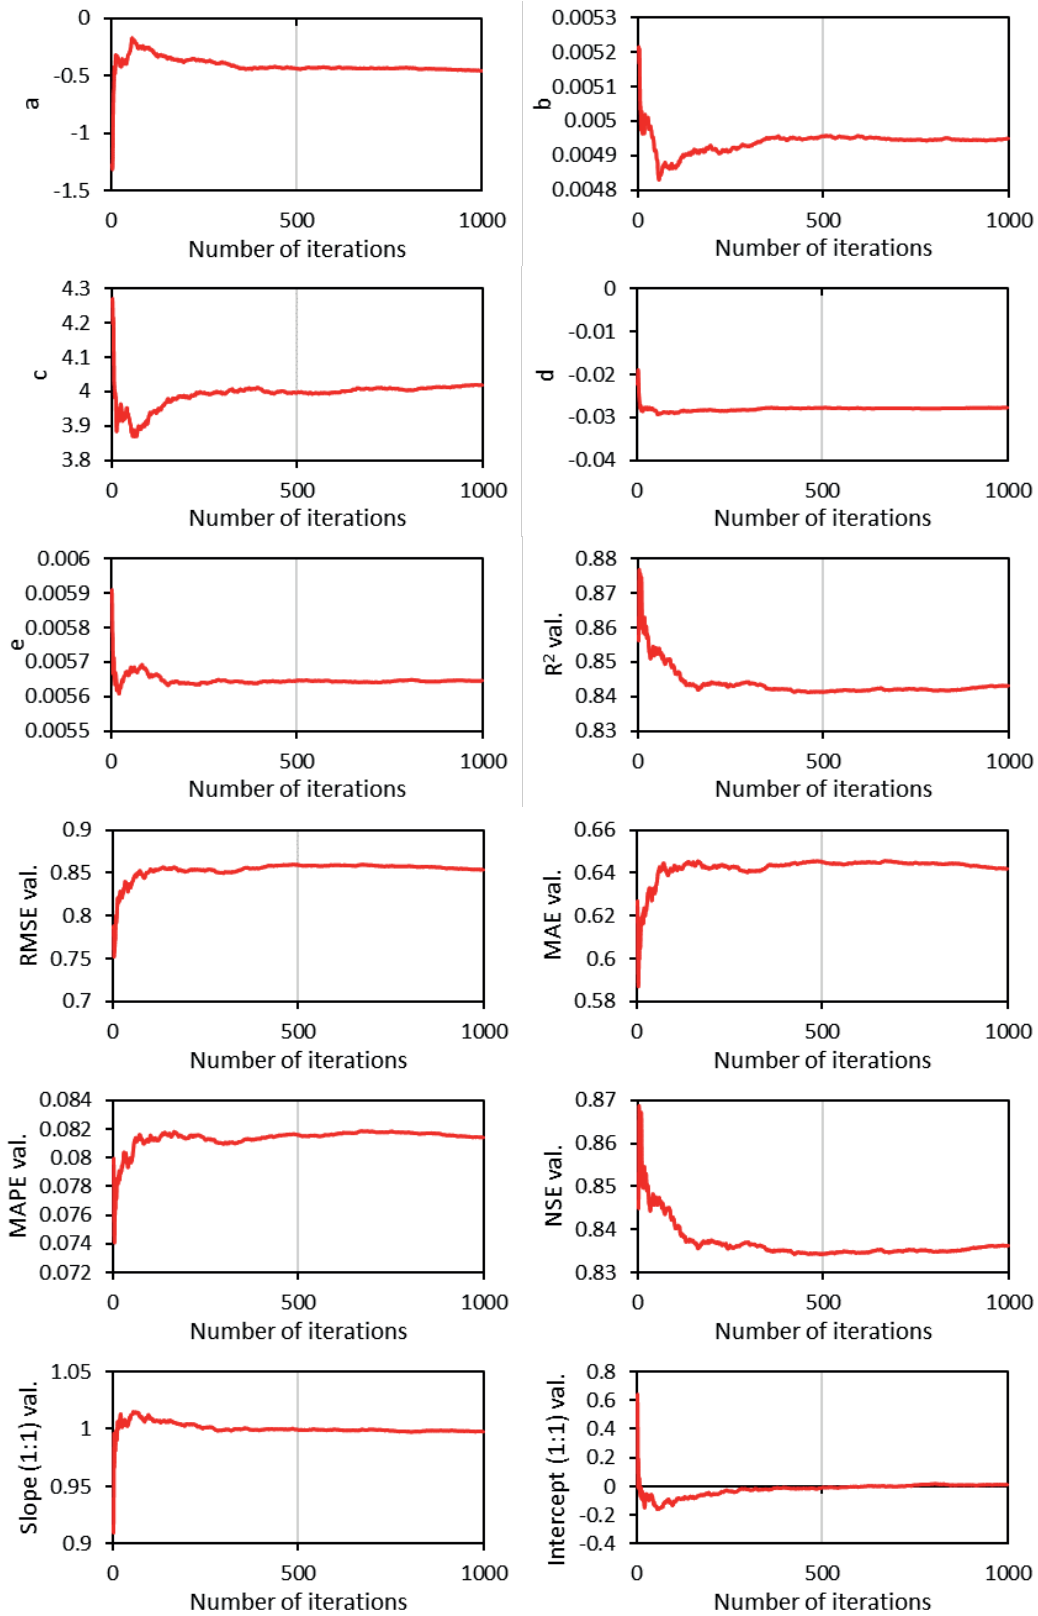 0
-0.5
-1
-1.5
a
0 500 1000
Number of iterations
0.0053
0.0052
0.0051
0.005
0.0049
0.0048
b
0 500 1000
Number of iterations
4.3
4.2
4.1
4
3.9
3.8
c
0 500 1000
Number of iterations
0
-0.01
-0.02
-0.03
-0.04
d
0 500 1000
Number of iterations
0.006
0.0059
0.0058
0.0057
0.0056
0.0055
e
0 500 1000
Number of iterations
0.88
0.87
0.86
0.85
0.84
0.83
R² val.
0 500 1000
Number of iterations
0.9
0.85
0.8
0.75
0.7
RMSE val.
0 500 1000
Number of iterations
0.66
0.64
0.62
0.6
0.58
MAE val.
0 500 1000
Number of iterations
0.084
0.082
0.08
0.078
0.076
0.074
0.072
MAPE val.
0 500 1000
Number of iterations
0.87
0.86
0.85
0.84
0.83
NSE val.
0 500 1000
Number of iterations
1.05
1
0.95
0.9
Slope (1:1) val.
0 500 1000
Number of iterations
0.8
0.6
0.4
0.2
0
-0.2
-0.4
Intercept (1:1) val.
0 500 1000
Number of iterations